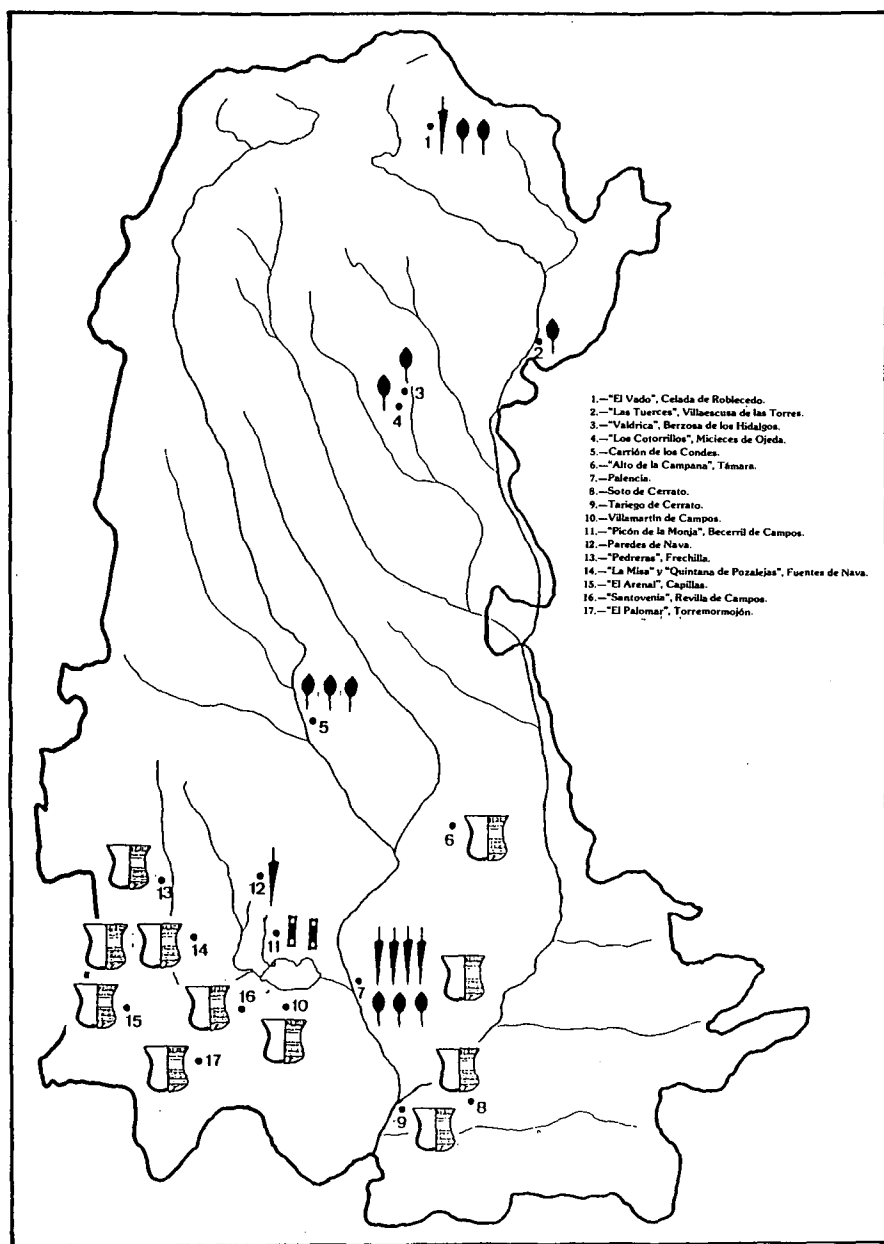 1
2
3
4
1.—"El Vado", Celada de Roblecedo.
2.—"Las Tuerces", Villaescusa de las Torres.
3.—"Valdrica", Berzosa de los Hidalgos.
4.—"Los Cotorrillos", Micieces de Ojeda.
5.—Carrión de los Condes.
6.—"Alto de la Campana", Támara.
7.—Palencia.
8.—Soto de Cerrato.
9.—Tariego de Cerrato.
10.—Villamartín de Campos.
11.—"Picón de la Monja", Becerril de Campos.
12.—Paredes de Nava.
13.—"Pedreras", Frechilla.
14.—"La Misa" y "Quintana de Pozalejas", Fuentes de Nava.
15.—"El Arenal", Capillas.
16.—"Santovenia", Revilla de Campos.
17.—"El Palomar", Torremormojón.
5
6
12
13
11
14
7
16
10
15
17
8
9